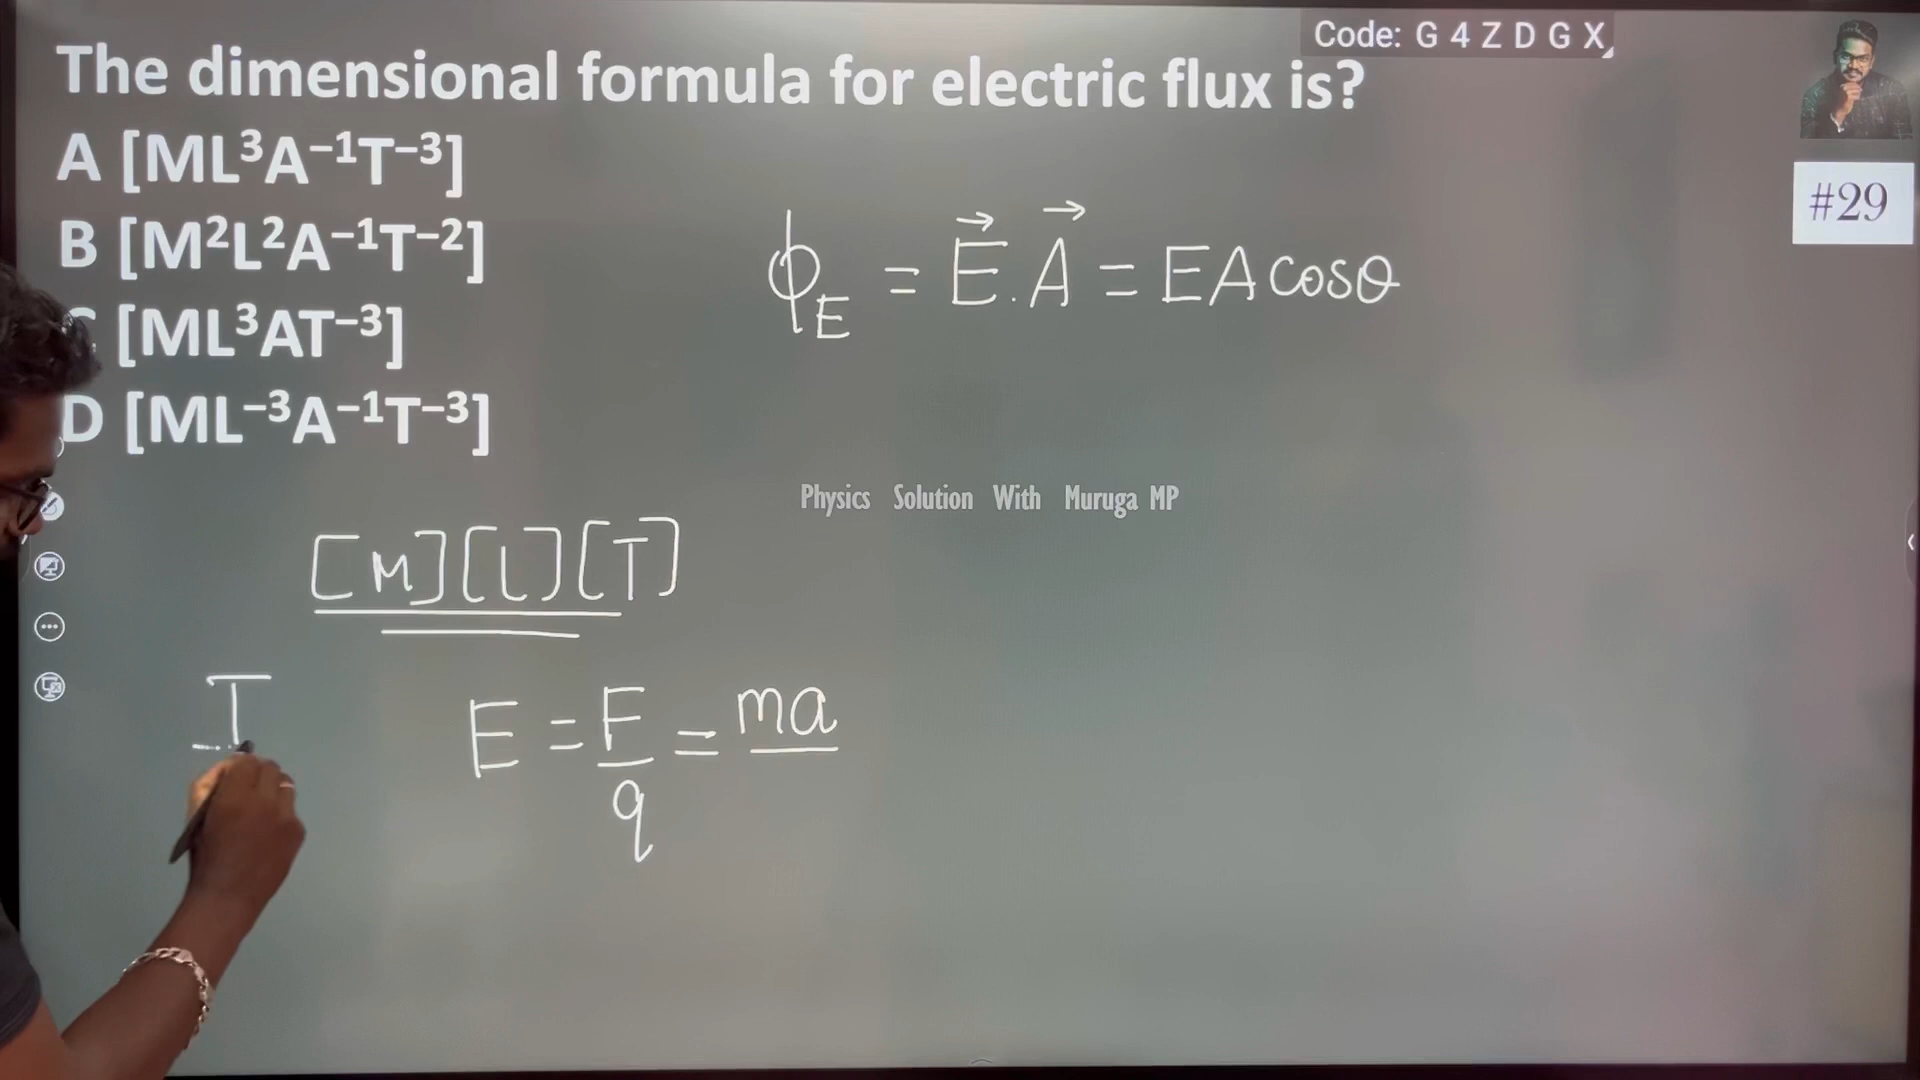 Code: G 4 Z D G X
The dimensional formula for electric flux is?
A [ML³A⁻¹T⁻³]
B [M²L²A⁻¹T⁻²]
C [ML³AT⁻³]
D [ML⁻³A⁻¹T⁻³]
#29
ϕ_E = E⃗ . A⃗ = EA cosθ
Physics Solution With Muruga MP
[M][L][T]
I
E = F/q = ma